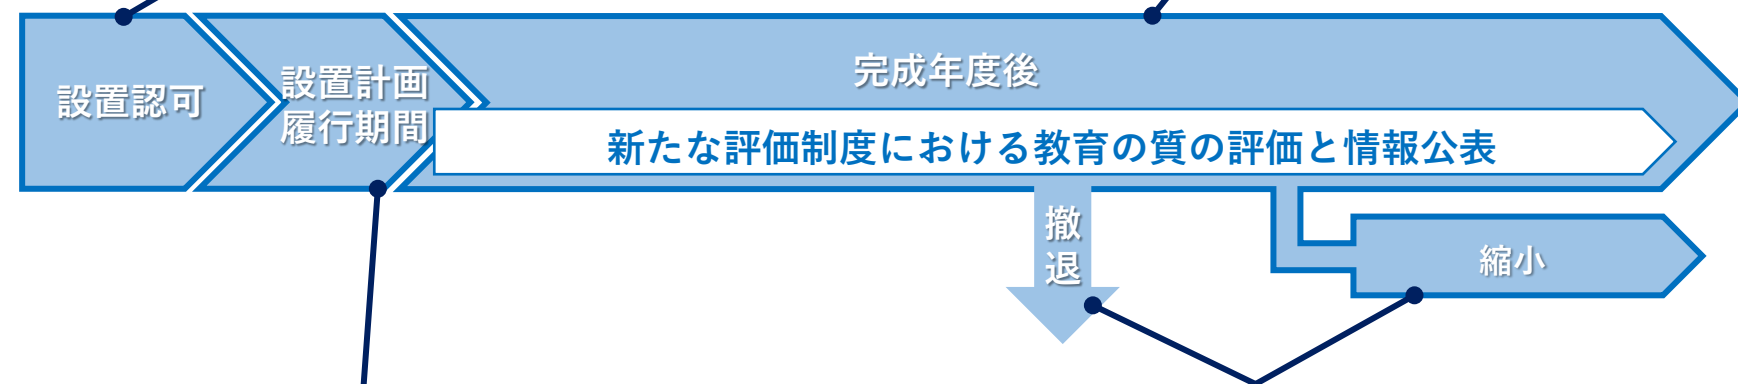 設置認可
設置計画
履行期間
完成年度後
新たな評価制度における教育の質の評価と情報公表
撤
退
縮小